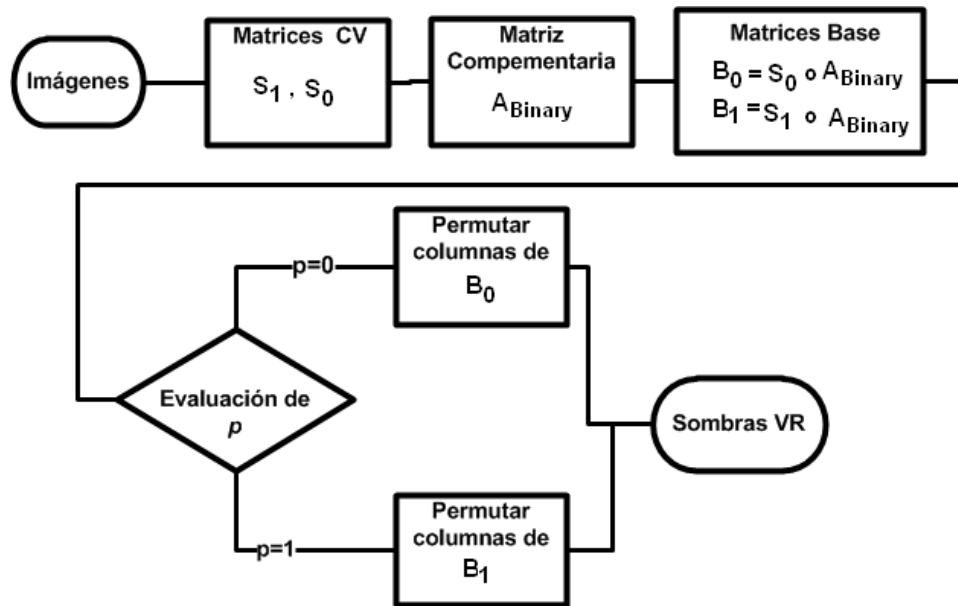 Imágenes
Matrices CV
S1 , S0
Matriz
Compementaria
ABinary
Matrices Base
B0 = S0 o ABinary
B1 = S1 o ABinary
p=0
Permutar
columnas de
B0
Evaluación de
p
Sombras VR
p=1
Permutar
columnas de
B1